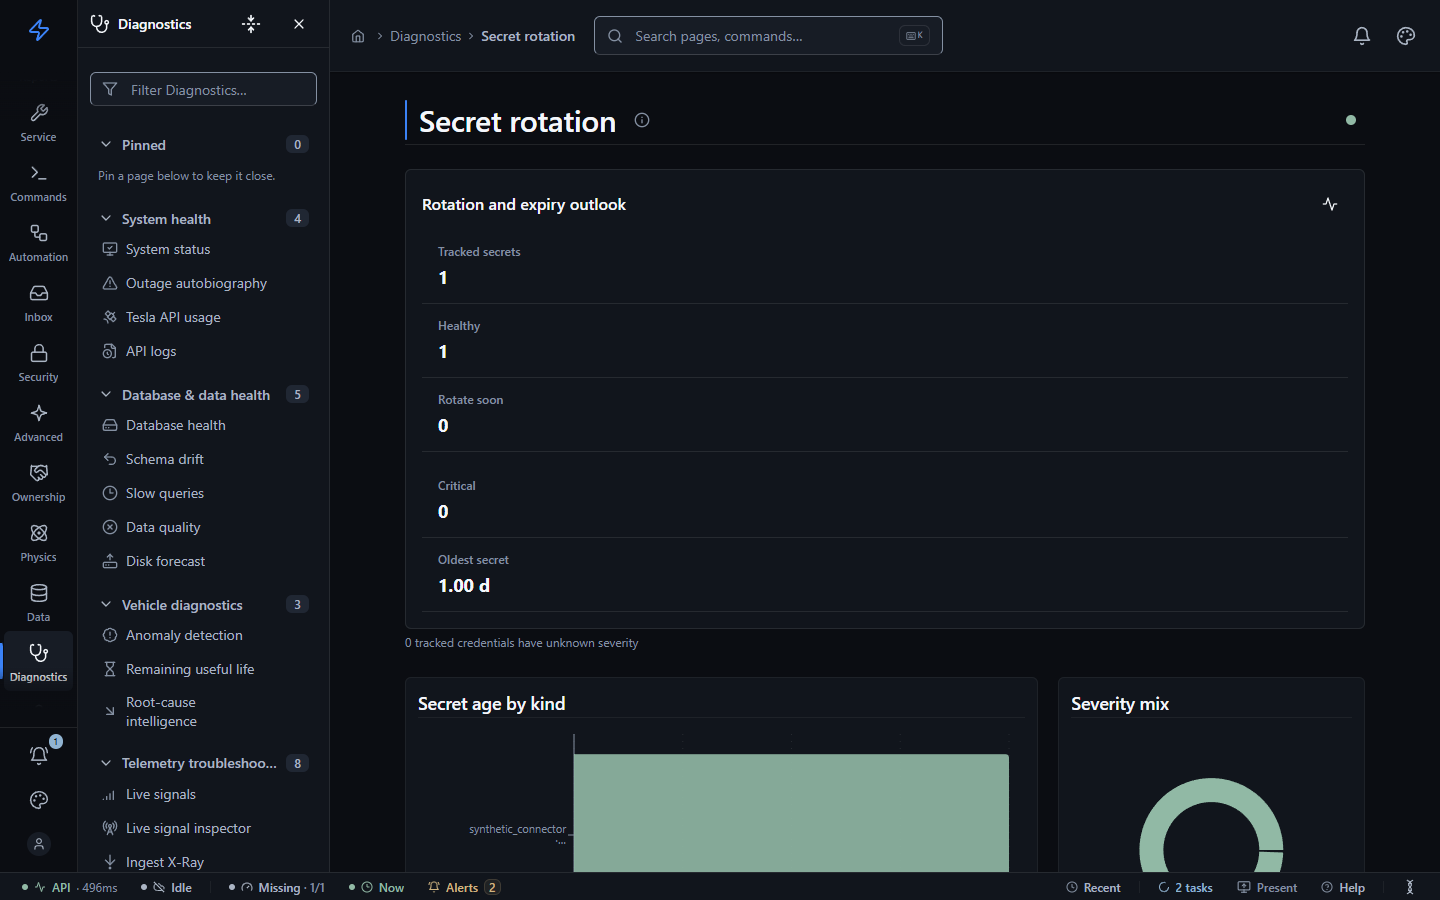 Diagnostics
Diagnostics
Secret rotation
Search pages, commands...
K
Service
Commands
Automation
Inbox
Security
Advanced
Ownership
Physics
Data
Diagnostics
1
Filter Diagnostics...
Pinned
0
Pin a page below to keep it close.
System health
4
System status
Outage autobiography
Tesla API usage
API logs
Database & data health
5
Database health
Schema drift
Slow queries
Data quality
Disk forecast
Vehicle diagnostics
3
Anomaly detection
Remaining useful life
Root-cause
intelligence
Telemetry troubleshoo...
8
Live signals
Live signal inspector
Ingest X-Ray
Secret rotation
Rotation and expiry outlook
Tracked secrets
1
Healthy
1
Rotate soon
0
Critical
0
Oldest secret
1.00 d
0 tracked credentials have unknown severity
Secret age by kind
synthetic_connector
·...
Severity mix
API · 496ms
Idle
Missing · 1/1
Now
Alerts 2
Recent
2 tasks
Present
Help